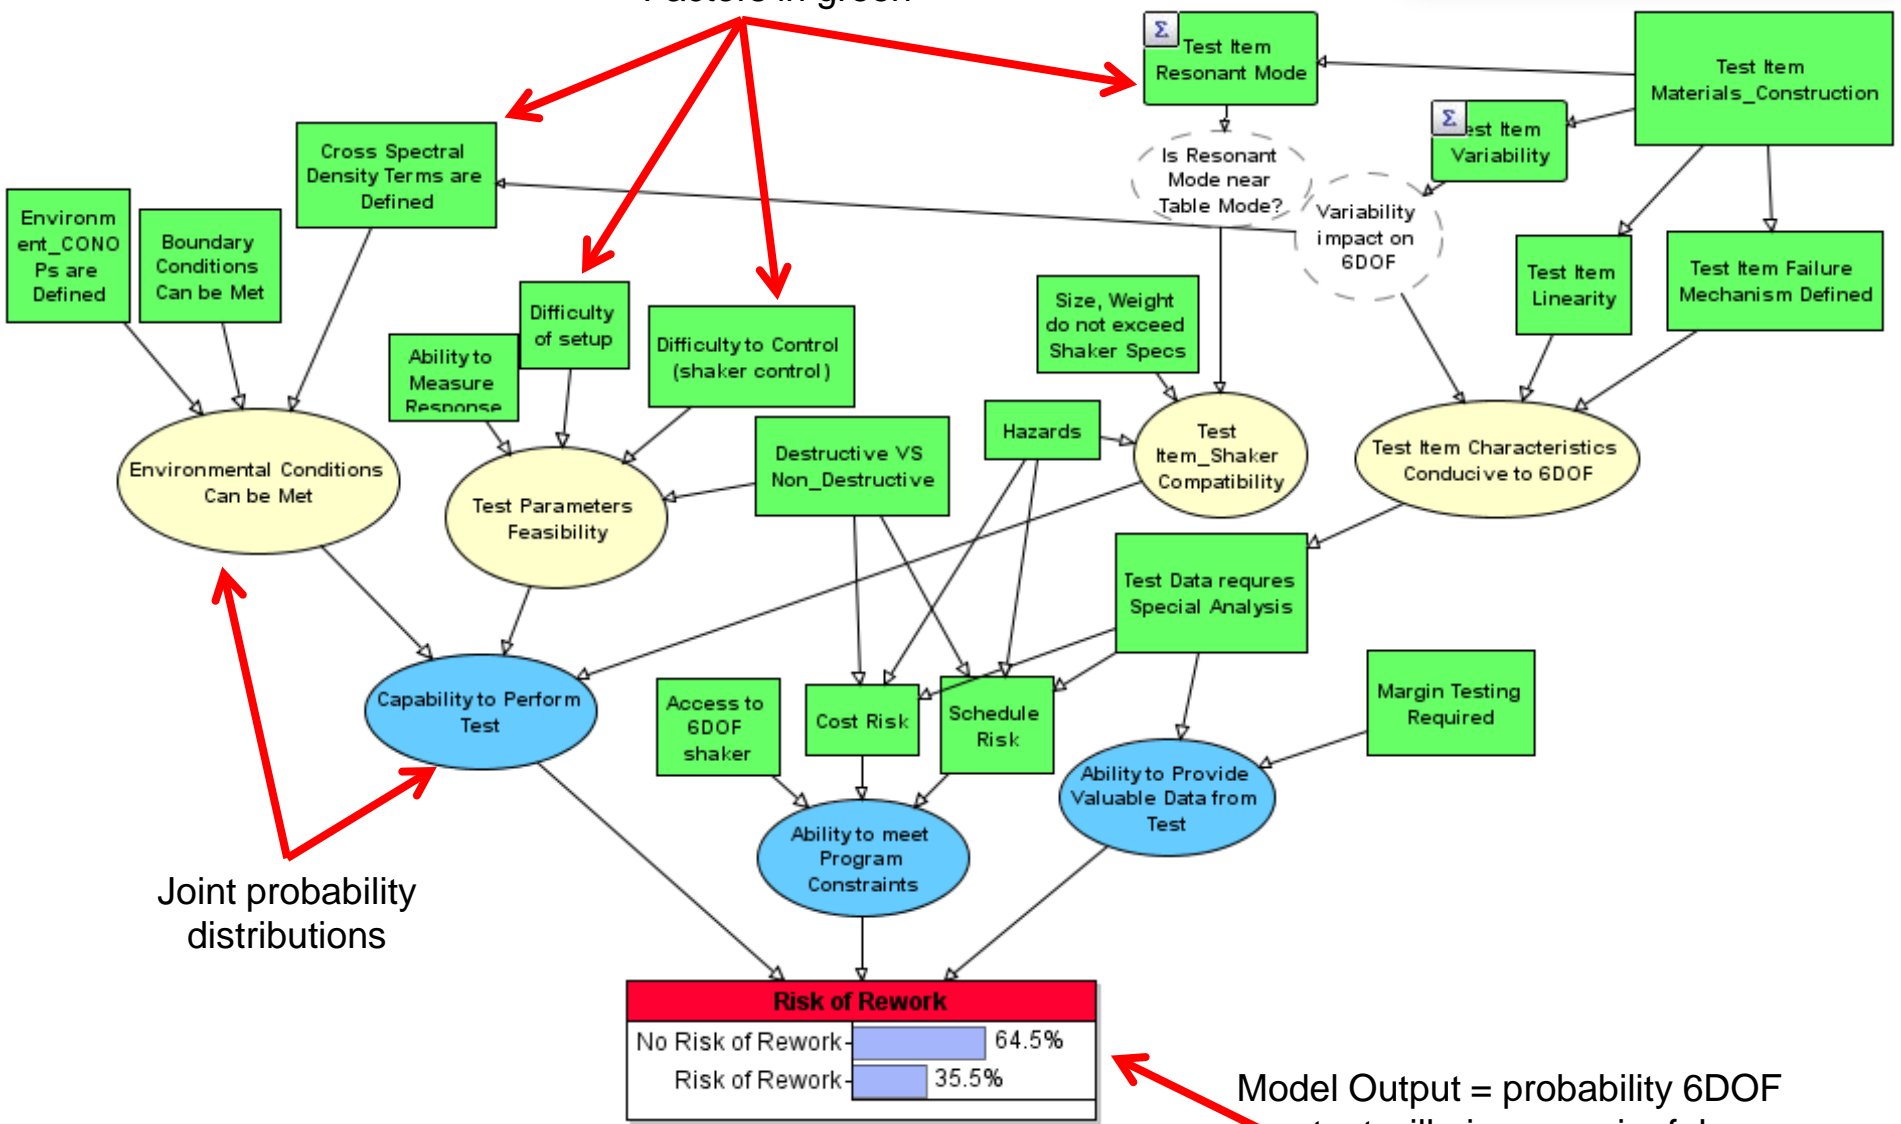 Factors in green
Σ
Test Item
Resonant Mode
Test Item
Materials_Construction
Σ
est Item
Variability
Cross Spectral
Density Terms are
Defined
Is Resonant
Mode near
Table Mode?
Variability
impact on
6DOF
Environm
ent_CONO
Ps are
Defined
Boundary
Conditions
Can be Met
Test Item
Linearity
Test Item Failure
Mechanism Defined
Size, Weight
do not exceed
Shaker Specs
Difficulty
of setup
Difficulty to Control
(shaker control)
Ability to
Measure
Response
Destructive VS
Non_Destructive
Hazards
Test
Item_Shaker
Compatibility
Test Item Characteristics
Conducive to 6DOF
Environmental Conditions
Can be Met
Test Parameters
Feasibility
Test Data requres
Special Analysis
Capability to Perform
Test
Access to
6DOF
shaker
Cost Risk
Schedule
Risk
Margin Testing
Required
Ability to Provide
Valuable Data from
Test
Ability to meet
Program
Constraints
Joint probability
distributions
Risk of Rework
No Risk of Rework 64.5%
Risk of Rework 35.5%
Model Output = probability 6DOF